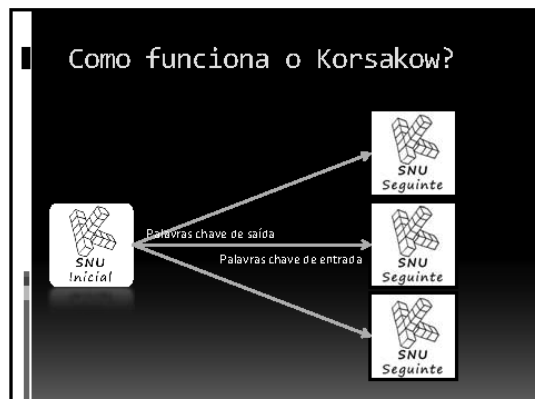 Como funciona o Korsakow?
SNU
Seguinte
Palavras chave de saída
SNU
Inicial
Palavras chave de entrada
SNU
Seguinte
SNU
Seguinte